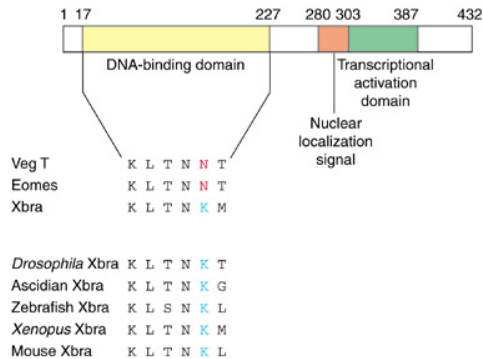 1 17 227 280 303 387 432
DNA-binding domain
Transcriptional
activation
domain
Nuclear
localization
signal
Veg T K L T N N T
Eomes K L T N N T
Xbra K L T N K M
Drosophila Xbra K L T N K T
Ascidian Xbra K L T N K G
Zebrafish Xbra K L S N K L
Xenopus Xbra K L T N K M
Mouse Xbra K L T N K L